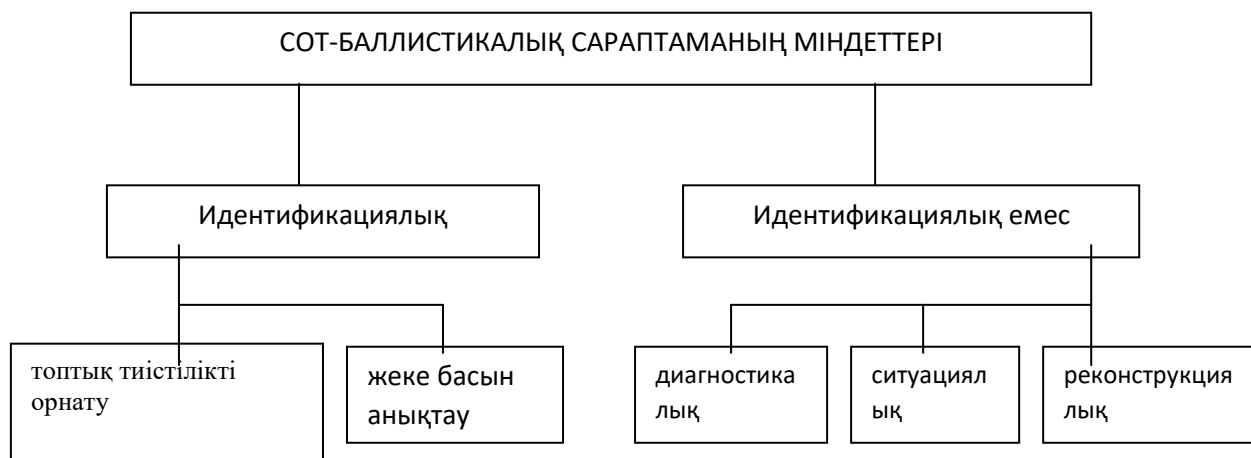 СОТ-БАЛЛИСТИКАЛЫҚ САРАПТАМАНЫҢ МІНДЕТТЕРІ
Идентификациялық
Идентификациялық емес
топтық тиістілікті
орнату
жеке басын
анықтау
диагностика
лық
ситуациял
ық
реконструкция
лық